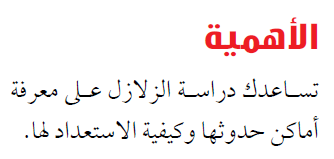 الأهمية
تساعدك دراسة الزلازل على معرفة
أماكن حدوثها وكيفية الاستعداد لها.